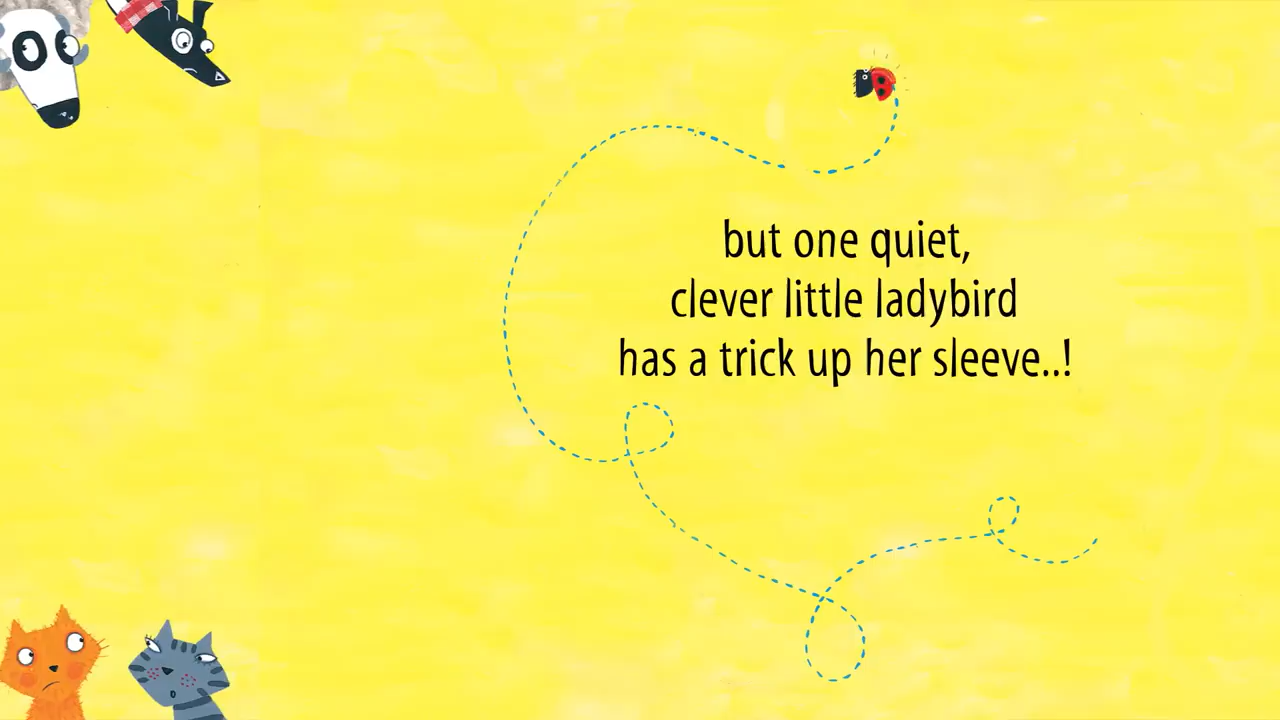 but one quiet,
clever little ladybird
has a trick up her sleeve..!